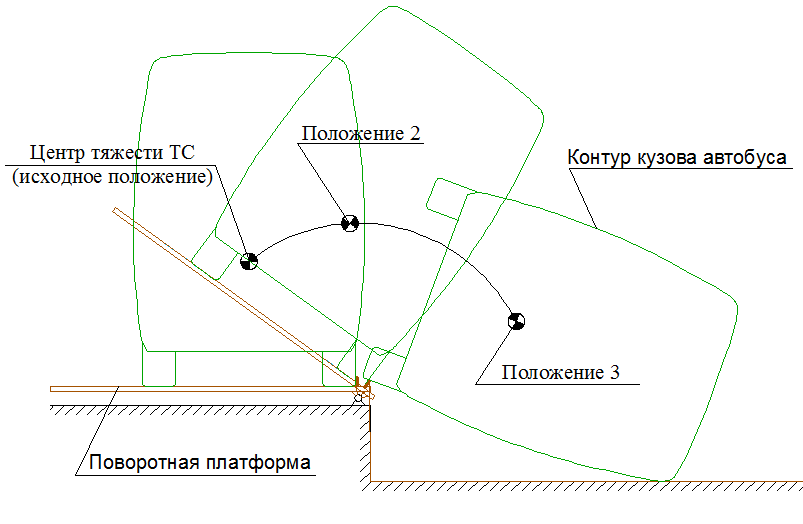 Положение 2
Центр тяжести ТС
(исходное положение)
Контур кузова автобуса
Положение 3
Поворотная платформа